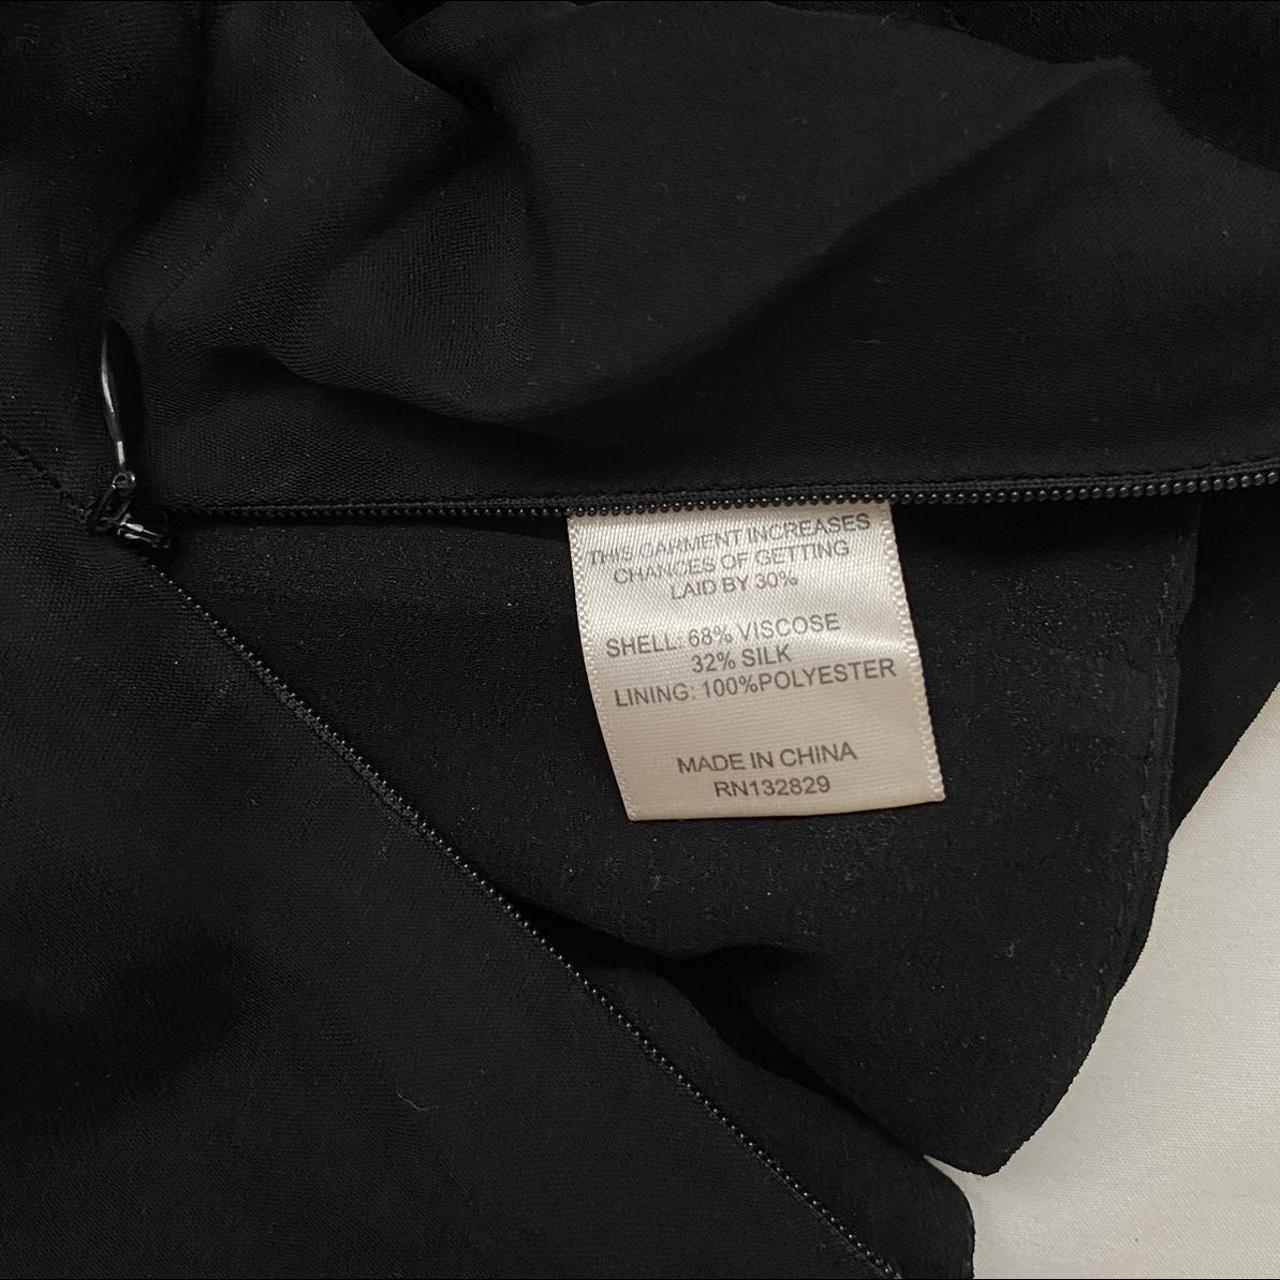 THIS GARMENT INCREASES
CHANCES OF GETTING
LAID BY 30%
SHELL: 68% VISCOSE
32% SILK
LINING: 100%POLYESTER
MADE IN CHINA
RN132829